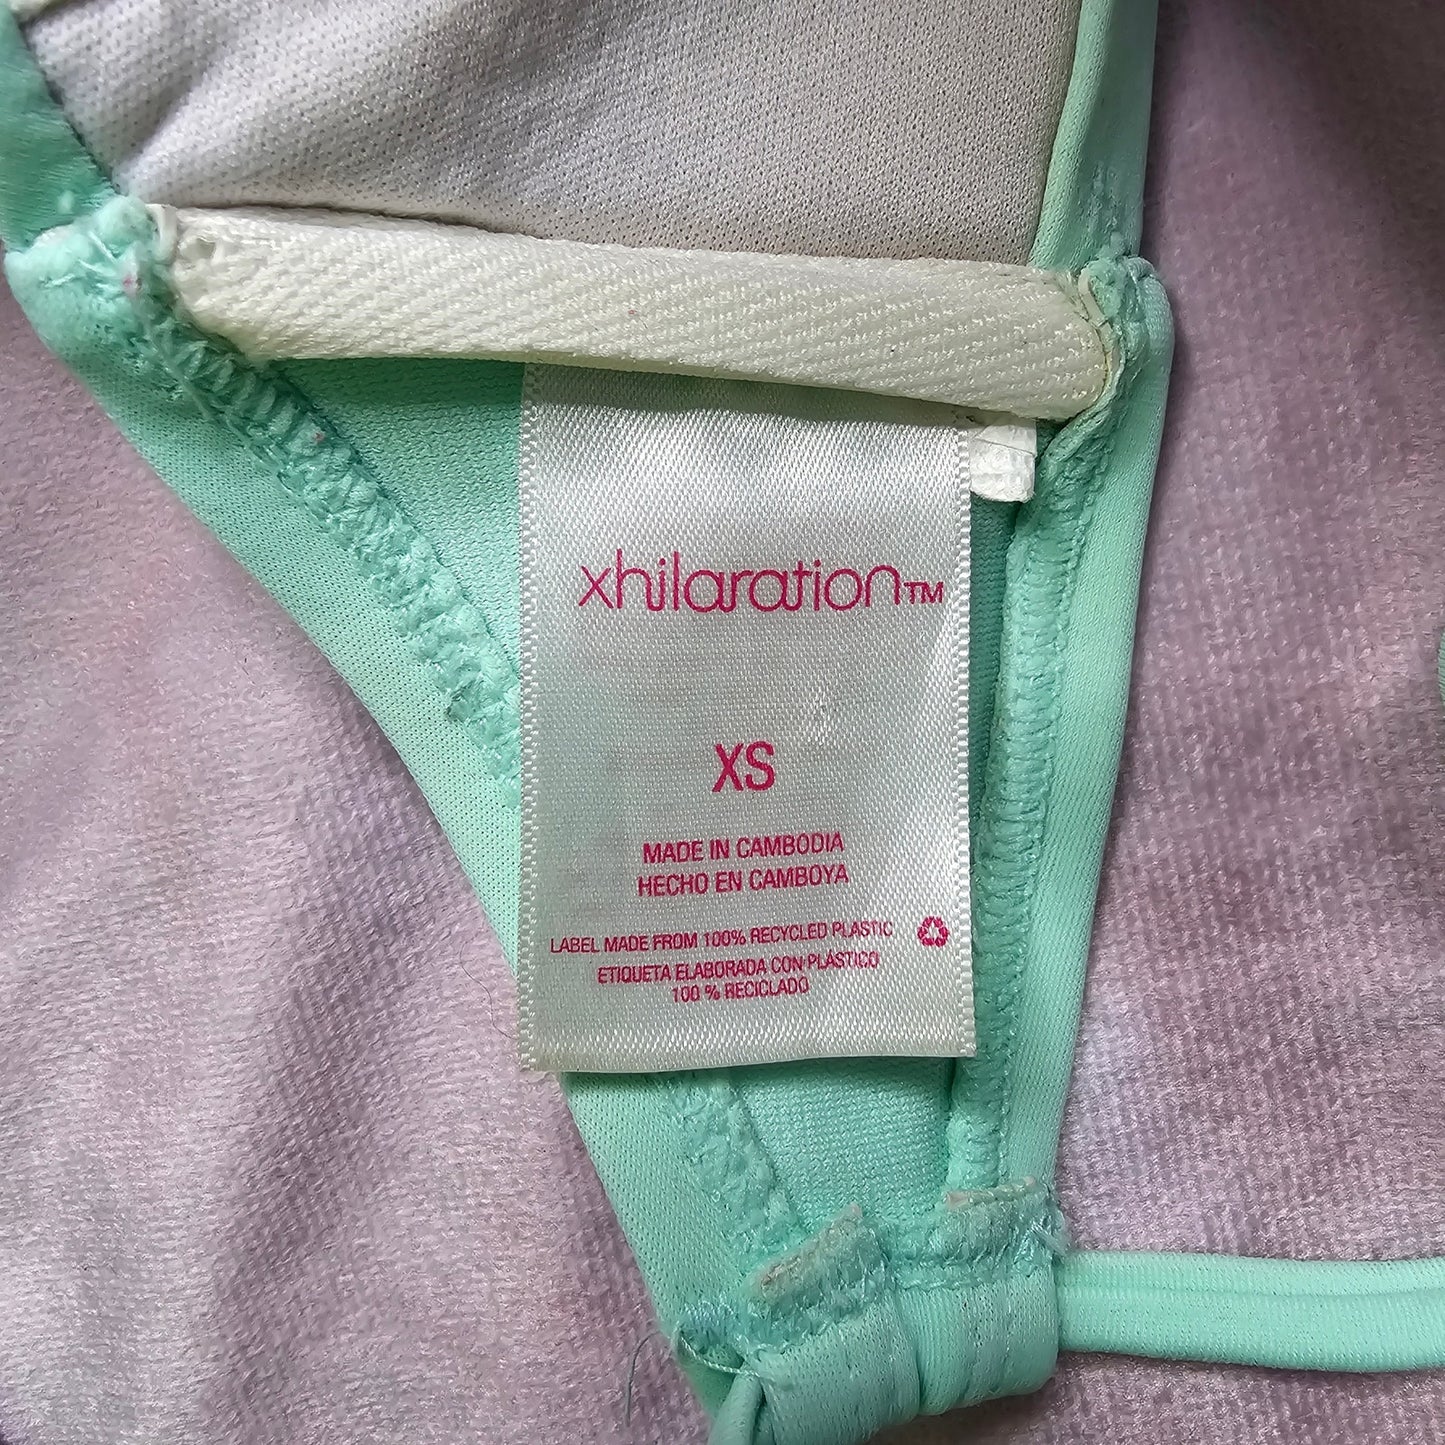 xhilaration™
XS
MADE IN CAMBODIA
HECHO EN CAMBOYA
LABEL MADE FROM 100% RECYCLED PLASTIC
ETIQUETA ELABORADA CON PLÁSTICO
100 % RECICLADO